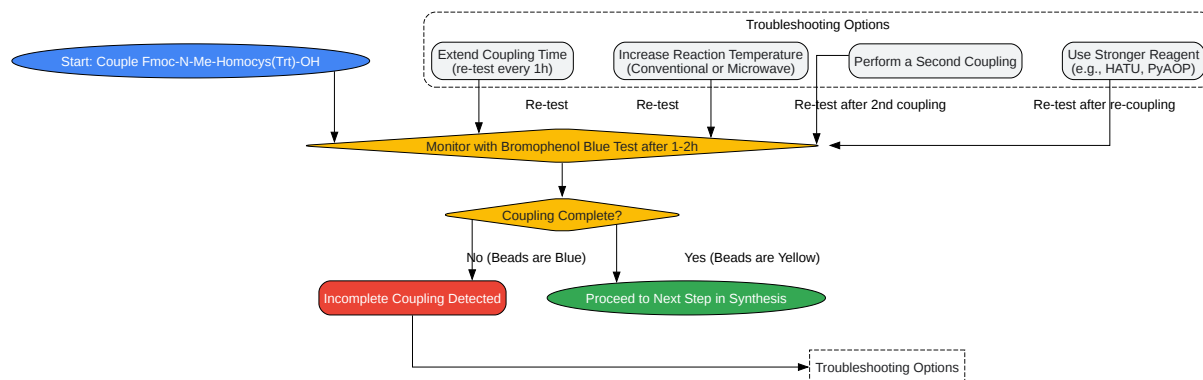 Troubleshooting Options
Start: Couple Fmoc-N-Me-Homocys(Trt)-OH
Extend Coupling Time
(re-test every 1h)
Increase Reaction Temperature
(Conventional or Microwave)
Perform a Second Coupling
Use Stronger Reagent
(e.g., HATU, PyAOP)
Re-test
Re-test
Re-test after 2nd coupling
Re-test after re-coupling
Monitor with Bromophenol Blue Test after 1-2h
Coupling Complete?
No (Beads are Blue)
Yes (Beads are Yellow)
Incomplete Coupling Detected
Proceed to Next Step in Synthesis
Troubleshooting Options